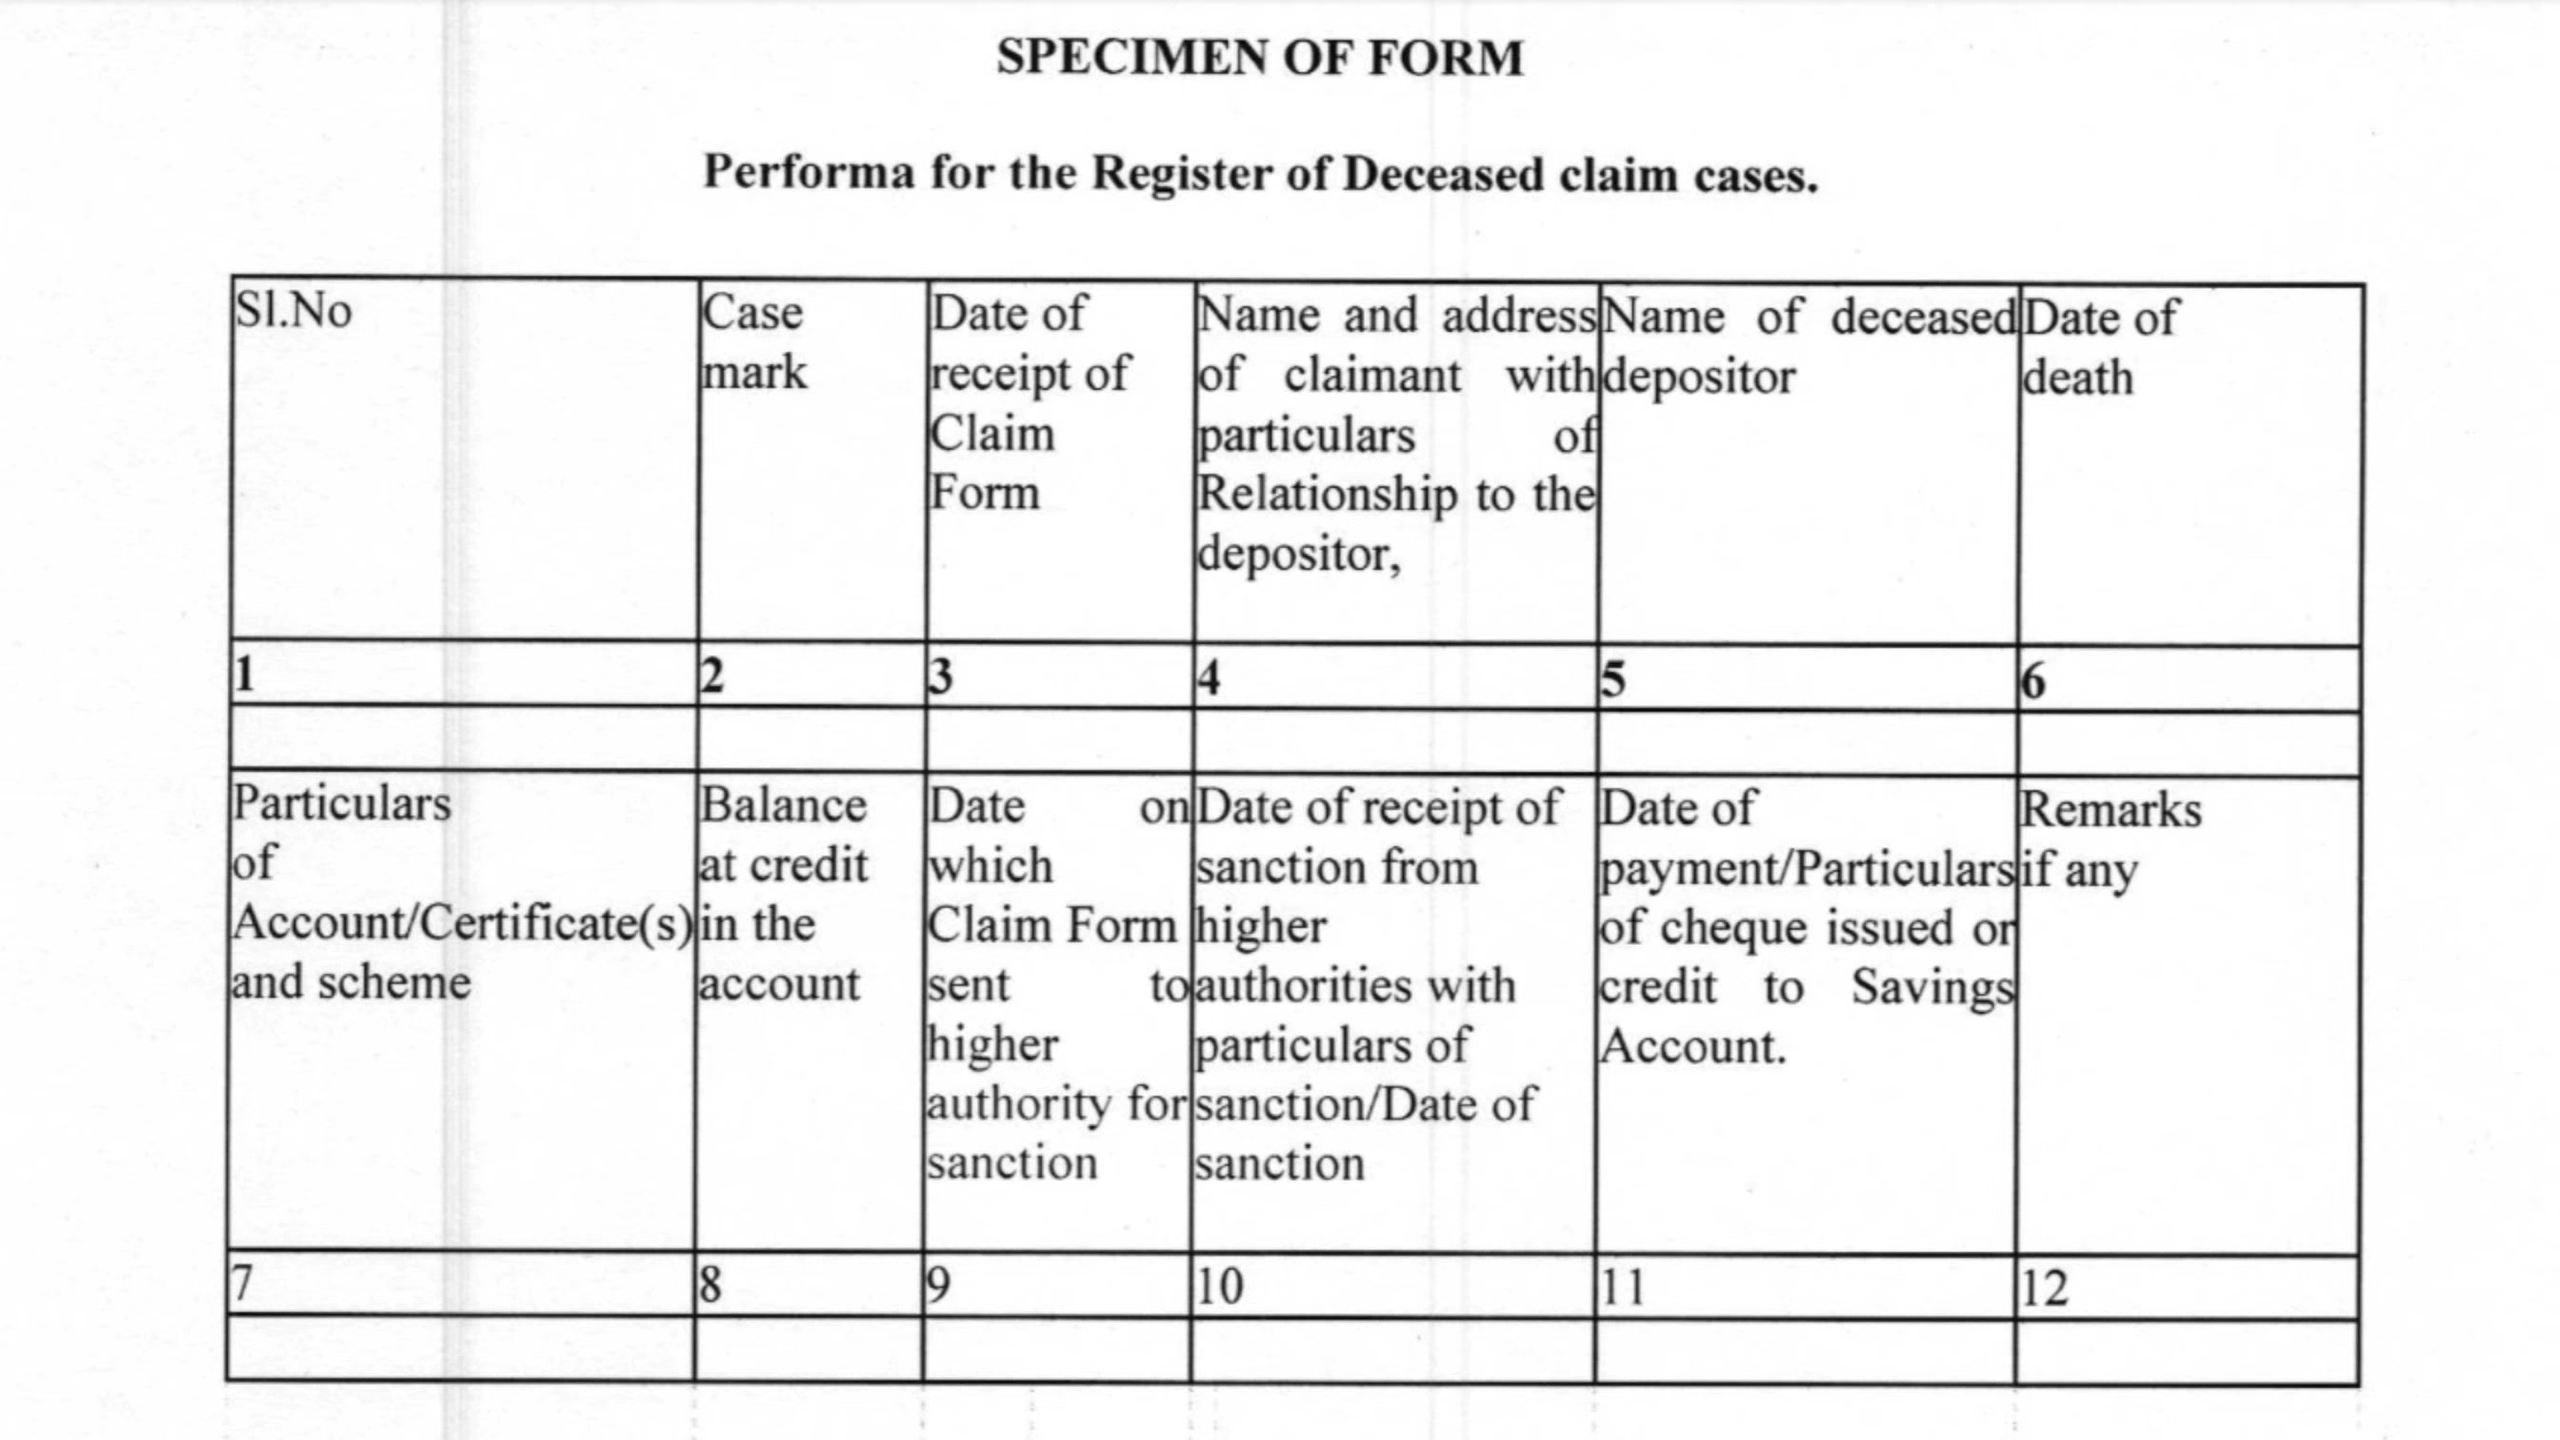 SPECIMEN OF FORM
Performa for the Register of Deceased claim cases.
Sl.No
Case
mark
Date of
receipt of
Claim
Form
Name and address
of claimant with
particulars of
Relationship to the
depositor,
Name of deceased
depositor
Date of
death
1
2
3
4
5
6
Particulars
of
Account/Certificate(s)
and scheme
Balance
at credit
in the
account
Date on
which
Claim Form
sent to
higher
authority for
sanction
Date of receipt of
sanction from
higher
authorities with
particulars of
sanction/Date of
sanction
Date of
payment/Particulars
of cheque issued or
credit to Savings
Account.
Remarks
if any
7
8
9
10
11
12